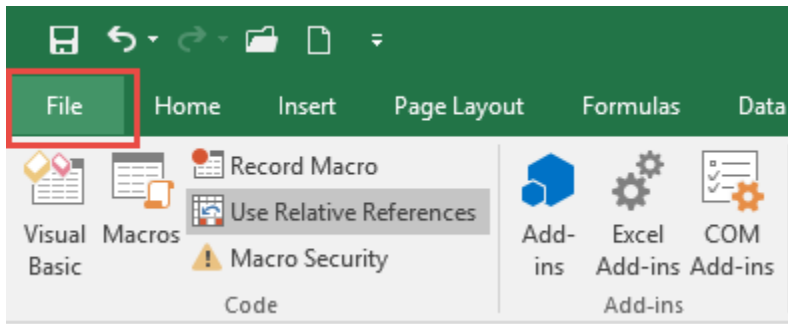 File Home Insert Page Layout Formulas Data
Record Macro
Use Relative References
Macro Security
Visual Basic
Macros
Code
Add-ins
Excel Add-ins
COM Add-ins
Add-ins